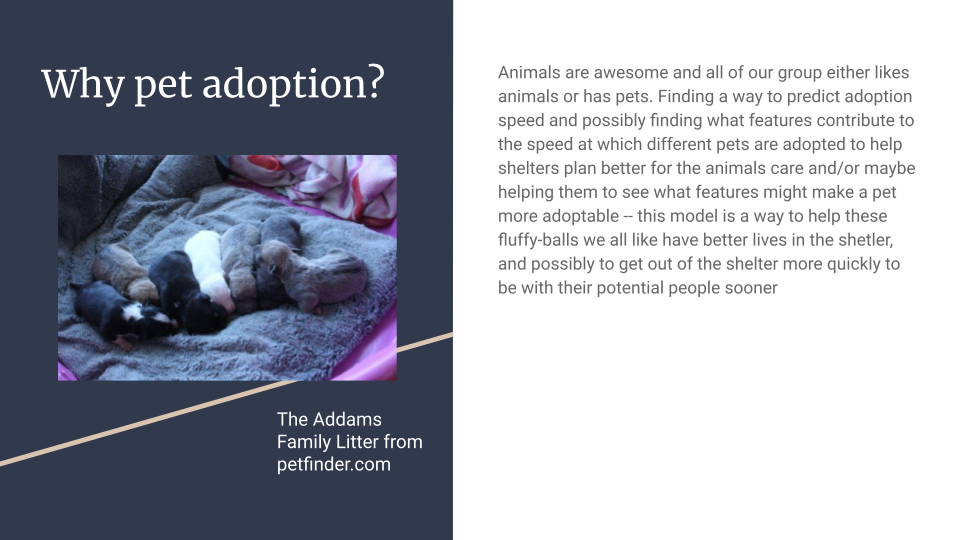 Why pet adoption?
The Addams
Family Litter from
petfinder.com
Animals are awesome and all of our group either likes
animals or has pets. Finding a way to predict adoption
speed and possibly finding what features contribute to
the speed at which different pets are adopted to help
shelters plan better for the animals care and/or maybe
helping them to see what features might make a pet
more adoptable -- this model is a way to help these
fluffy-balls we all like have better lives in the shetler,
and possibly to get out of the shelter more quickly to
be with their potential people sooner